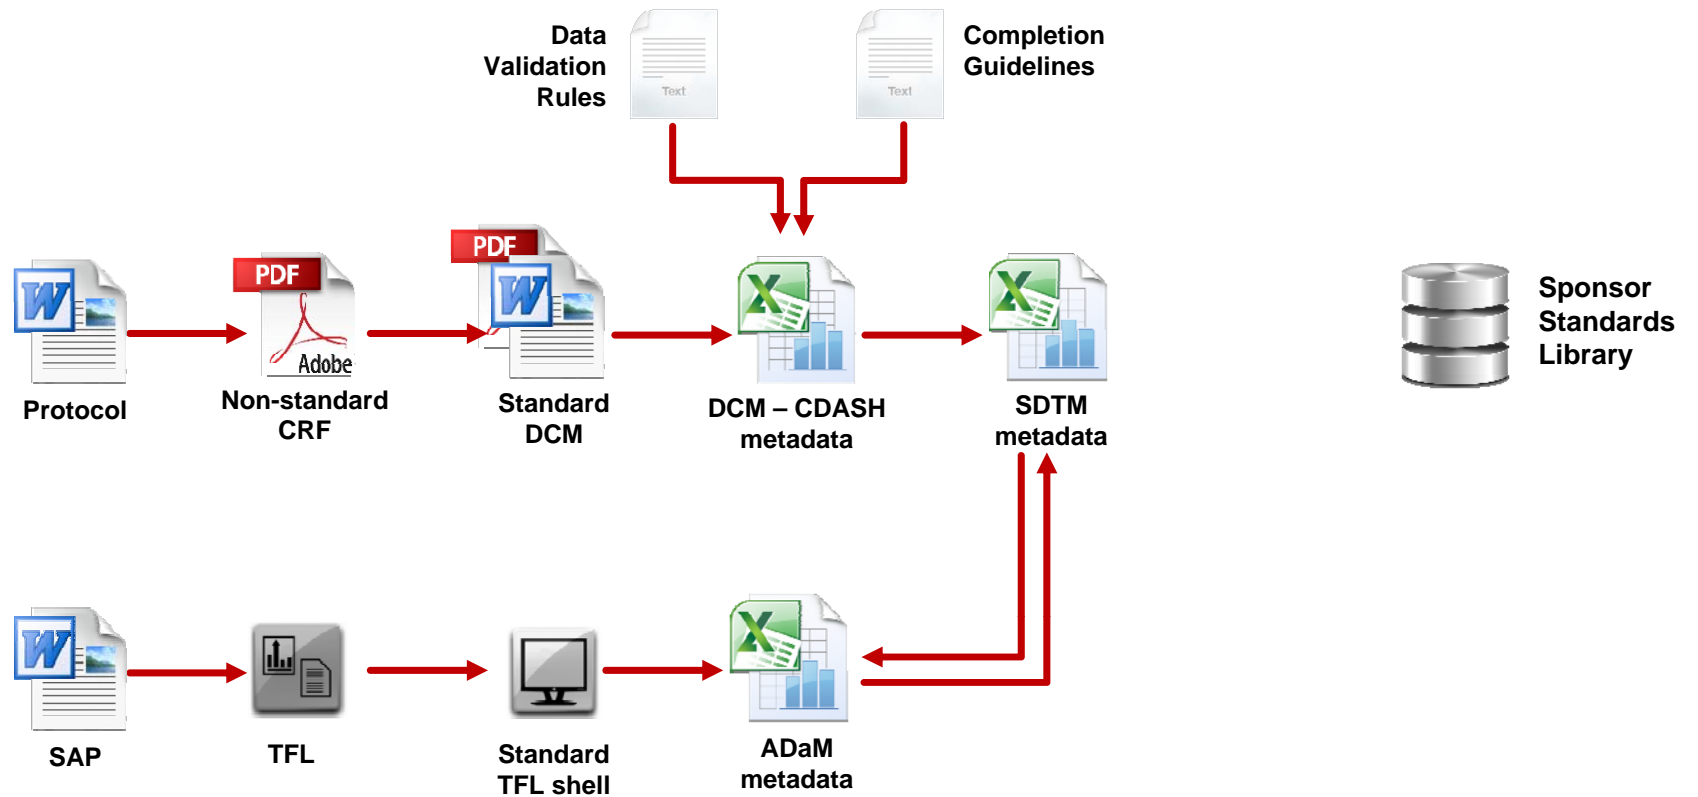 Data
Validation
Rules
Text
Text
Completion
Guidelines
W
Protocol
PDF
Adobe
Non-standard
CRF
PDF
W
Standard
DCM
X
DCM – CDASH
metadata
X
SDTM
metadata
Sponsor
Standards
Library
W
SAP
TFL
Standard
TFL shell
X
ADaM
metadata